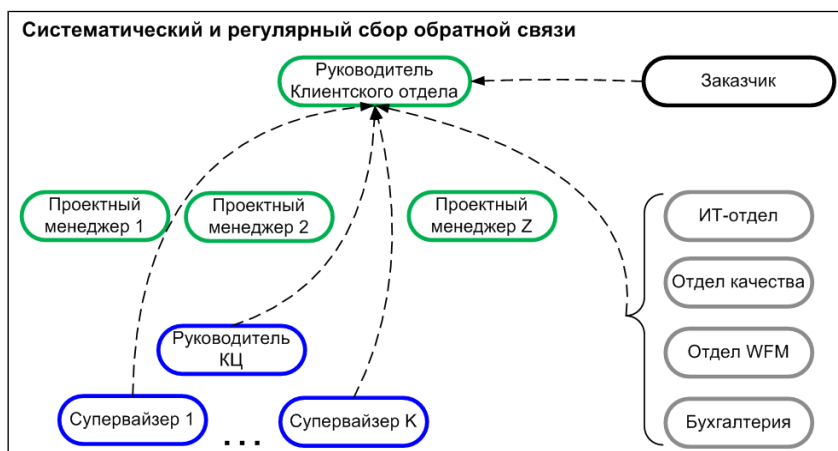 Систематический и регулярный сбор обратной связи
Руководитель
Клиентского отдела
Заказчик
Проектный
менеджер 1
Проектный
менеджер 2
Проектный
менеджер Z
ИТ-отдел
Отдел качества
Руководитель
КЦ
Отдел WFM
Супервайзер 1
...
Супервайзер K
Бухгалтерия